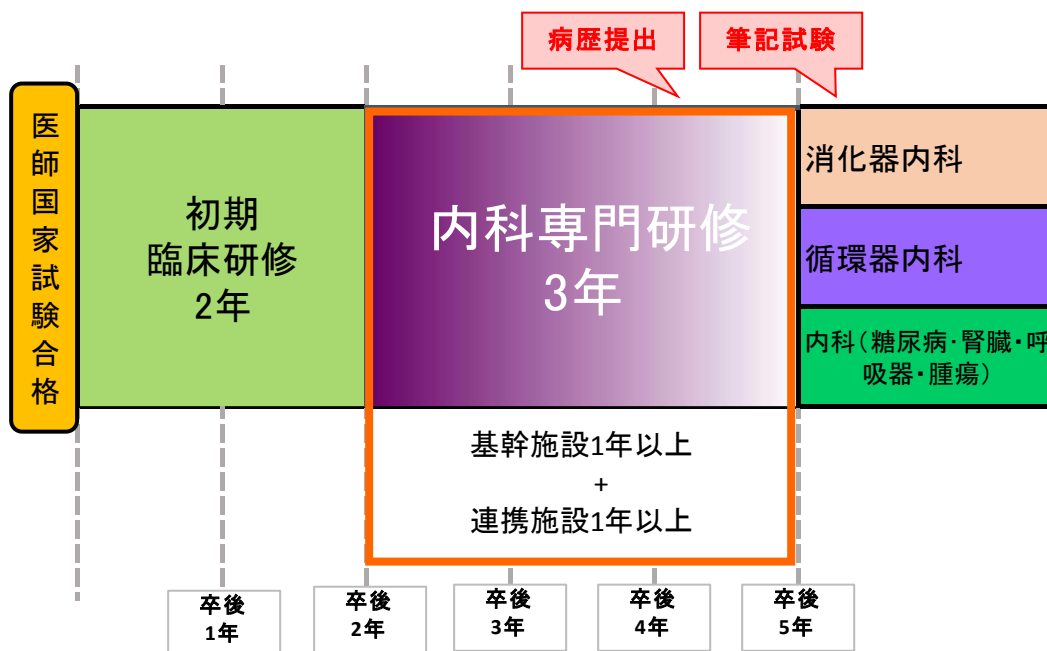 病歴提出
筆記試験
医師国家試験合格
初期
臨床研修
2年
内科専門研修
3年
消化器内科
循環器内科
内科（糖尿病・腎臓・呼
吸器・腫瘍）
基幹施設1年以上
+
連携施設1年以上
卒後
1年
卒後
2年
卒後
3年
卒後
4年
卒後
5年